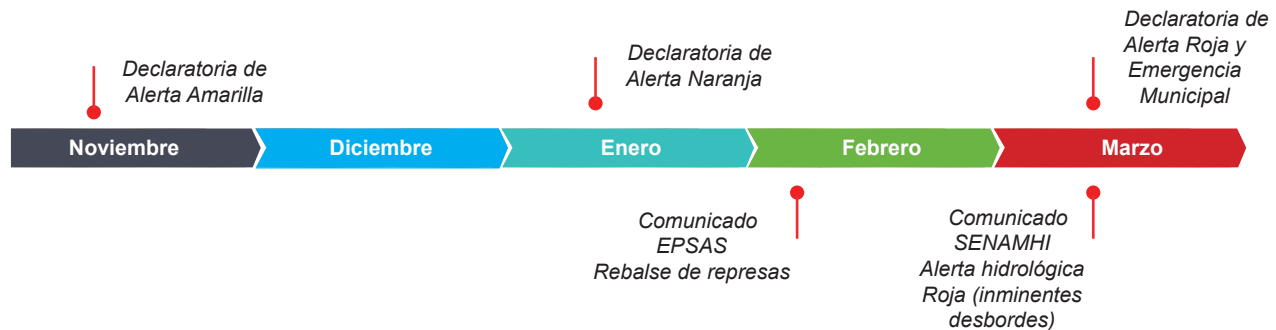 Declaratoria de
Alerta Amarilla
Declaratoria de
Alerta Naranja
Declaratoria de
Alerta Roja y
Emergencia
Municipal
Noviembre
Diciembre
Enero
Febrero
Marzo
Comunicado
EPSAS
Rebalse de represas
Comunicado
SENAMHI
Alerta hidrológica
Roja (inminentes
desbordes)